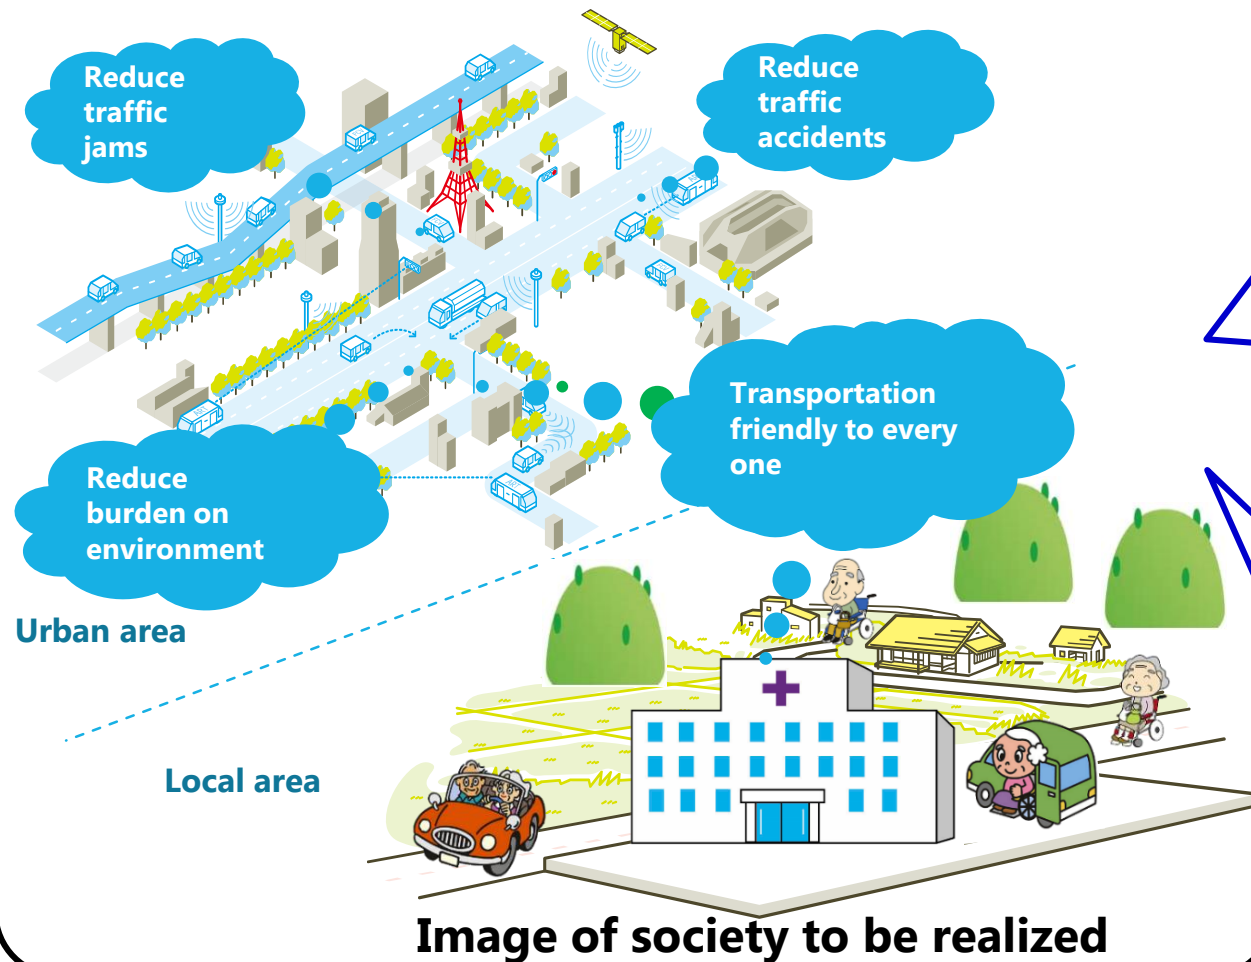 Reduce
traffic
jams
Reduce
traffic
accidents
Transportation
friendly to every
one
Reduce
burden on
environment
Urban area
Local area
Image of society to be realized